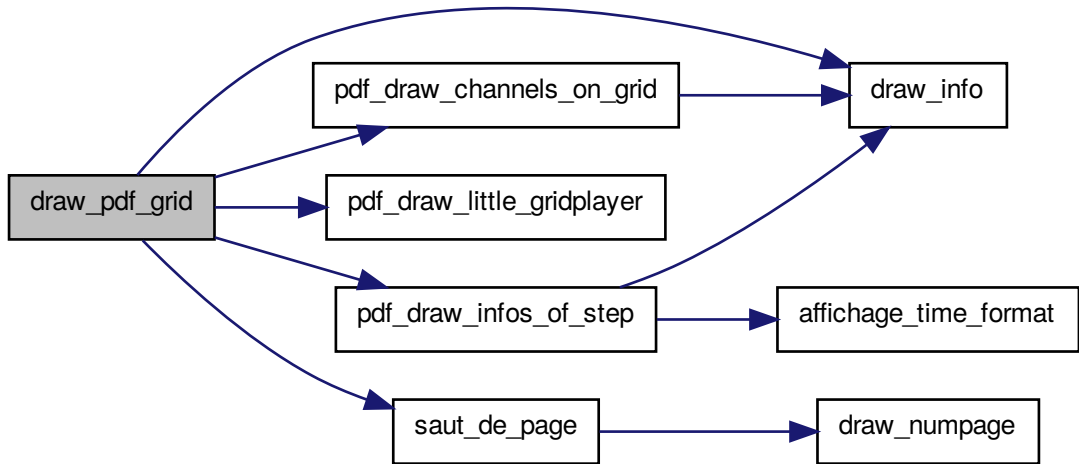 draw_pdf_grid
pdf_draw_channels_on_grid
draw_info
pdf_draw_little_gridplayer
pdf_draw_infos_of_step
affichage_time_format
saut_de_page
draw_numpage